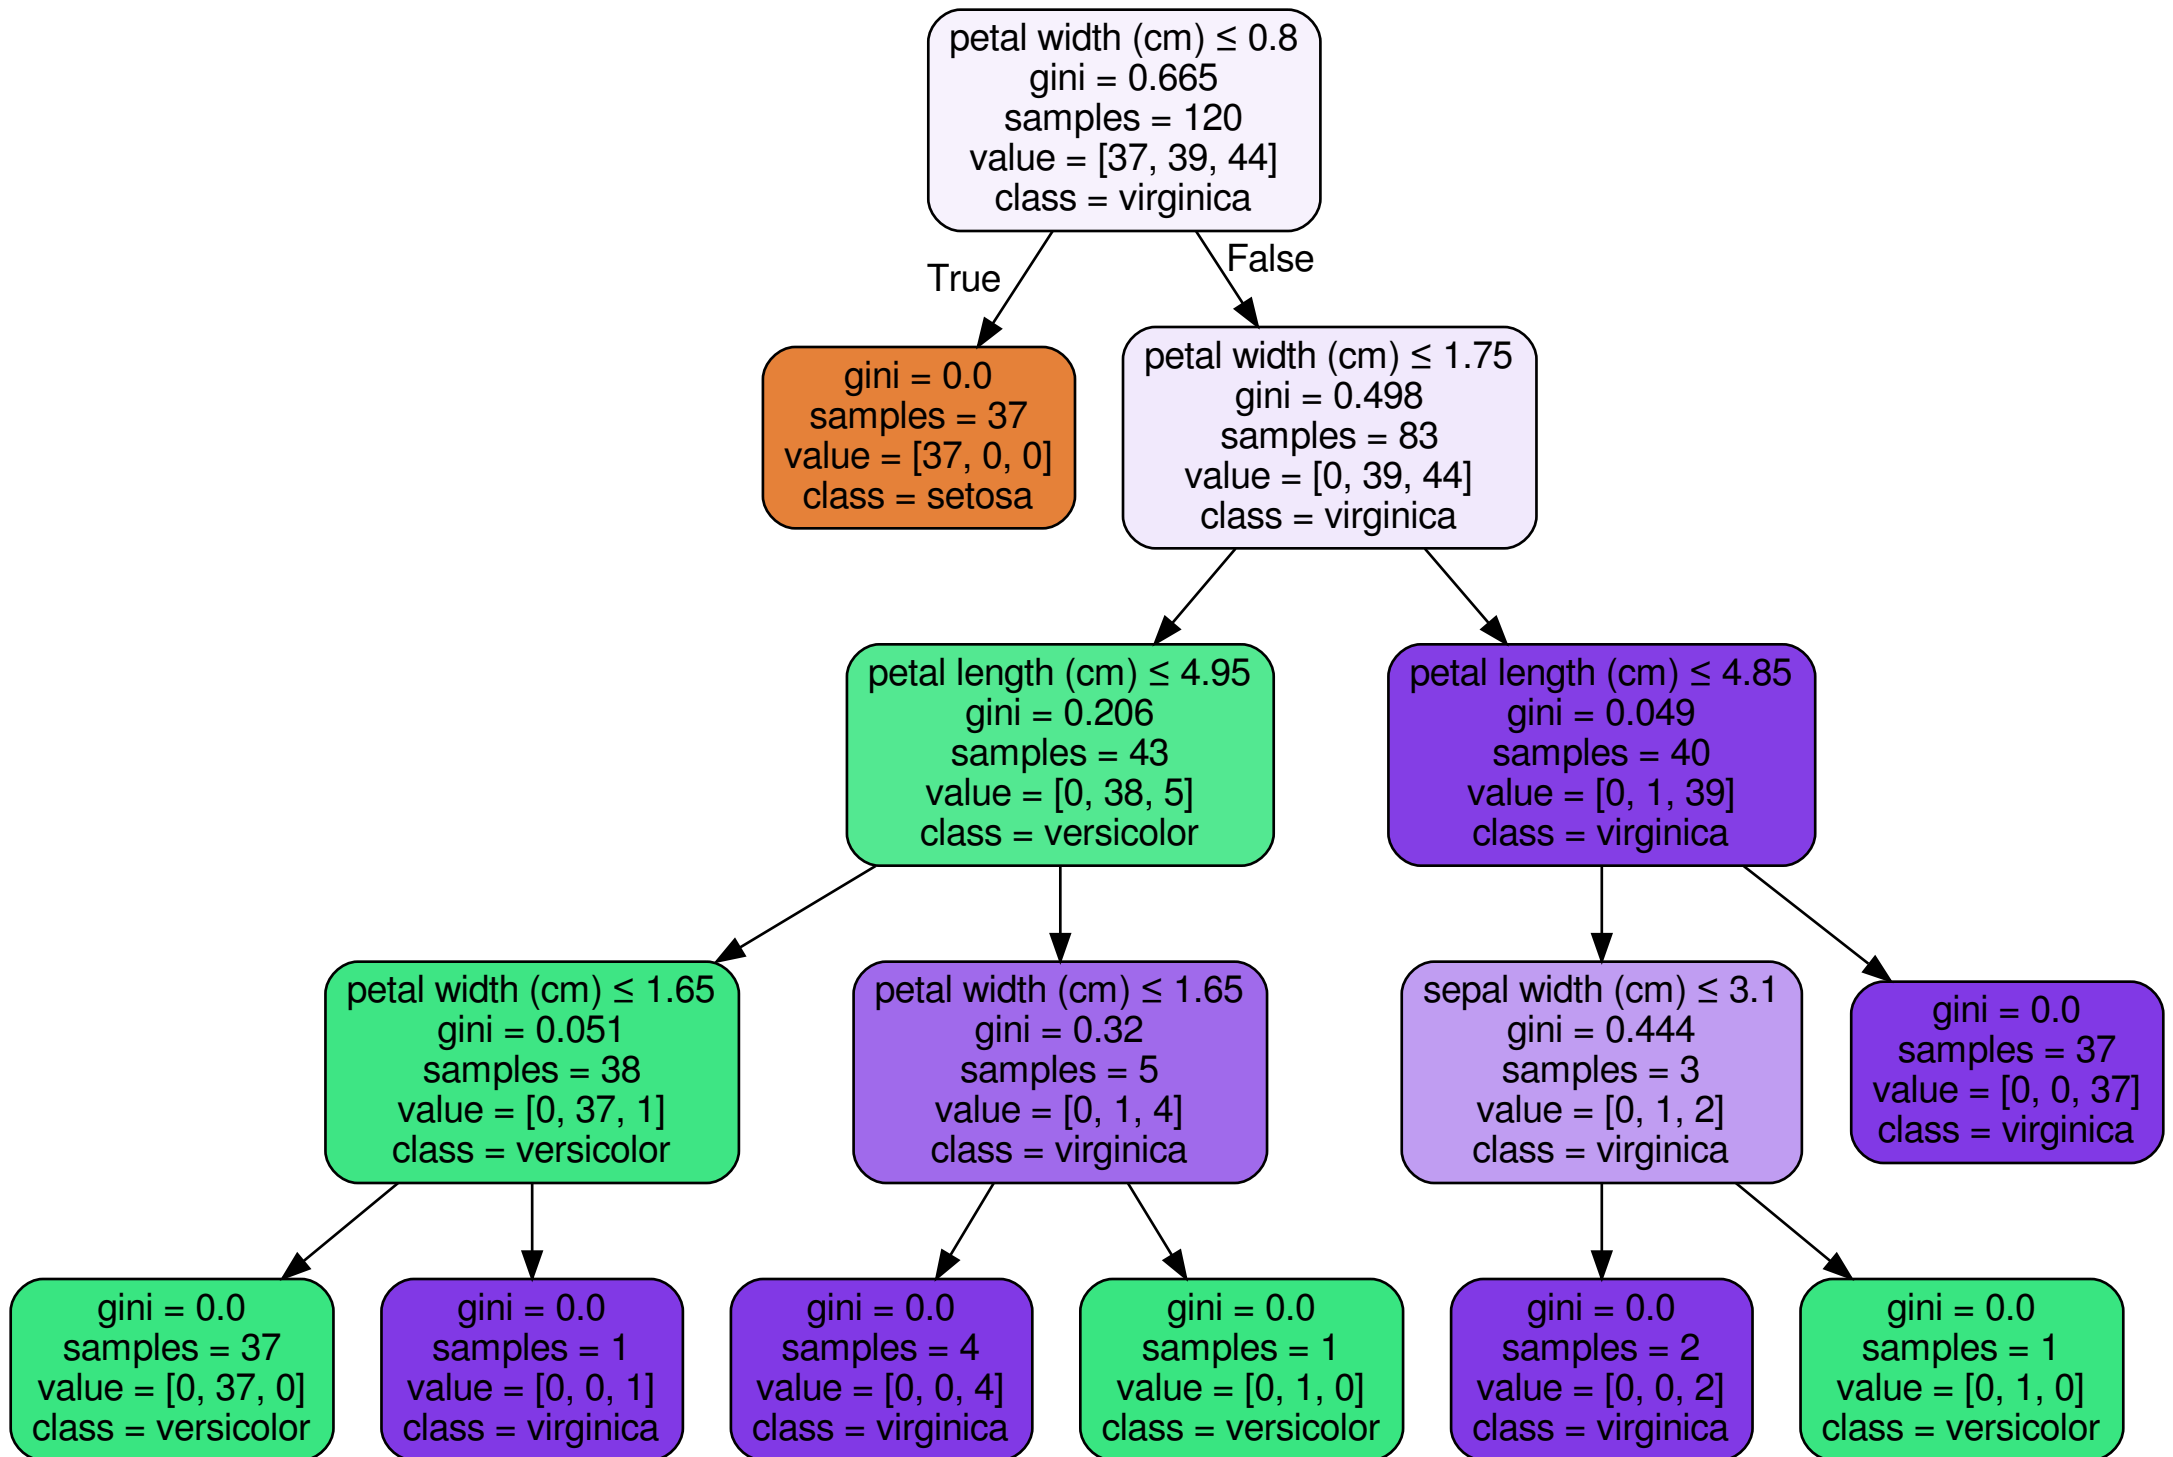 petal width (cm) ≤ 0.8
gini = 0.665
samples = 120
value = [37, 39, 44]
class = virginica
True
False
gini = 0.0
samples = 37
value = [37, 0, 0]
class = setosa
petal width (cm) ≤ 1.75
gini = 0.498
samples = 83
value = [0, 39, 44]
class = virginica
petal length (cm) ≤ 4.95
gini = 0.206
samples = 43
value = [0, 38, 5]
class = versicolor
petal length (cm) ≤ 4.85
gini = 0.049
samples = 40
value = [0, 1, 39]
class = virginica
petal width (cm) ≤ 1.65
gini = 0.051
samples = 38
value = [0, 37, 1]
class = versicolor
petal width (cm) ≤ 1.65
gini = 0.32
samples = 5
value = [0, 1, 4]
class = virginica
sepal width (cm) ≤ 3.1
gini = 0.444
samples = 3
value = [0, 1, 2]
class = virginica
gini = 0.0
samples = 37
value = [0, 0, 37]
class = virginica
gini = 0.0
samples = 37
value = [0, 37, 0]
class = versicolor
gini = 0.0
samples = 1
value = [0, 0, 1]
class = virginica
gini = 0.0
samples = 4
value = [0, 0, 4]
class = virginica
gini = 0.0
samples = 1
value = [0, 1, 0]
class = versicolor
gini = 0.0
samples = 2
value = [0, 0, 2]
class = virginica
gini = 0.0
samples = 1
value = [0, 1, 0]
class = versicolor